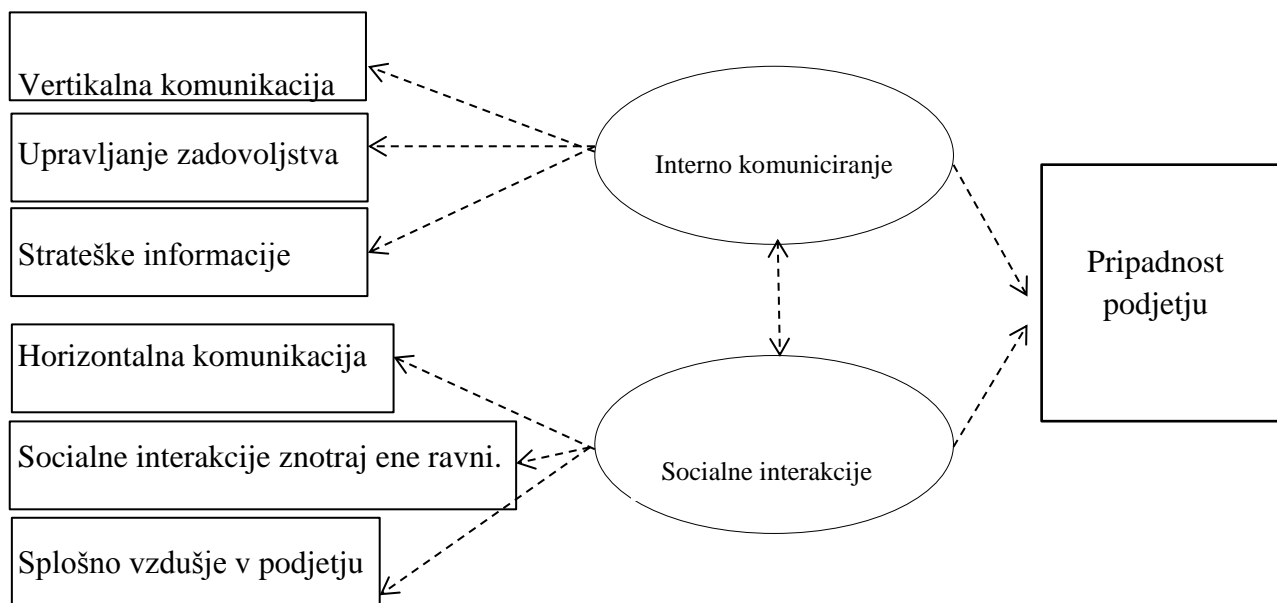 Vertikalna komunikacija
Upravljanje zadovoljstva
Strateške informacije
Horizontalna komunikacija
Socialne interakcije znotraj ene ravni.
Splošno vzdušje v podjetju
Interno komuniciranje
Socialne interakcije
Pripadnost
podjetju